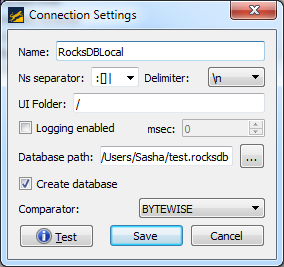 Connection Settings
Name: RocksDBLocal
Ns separator: :[]| Delimiter: \n
UI Folder: /
Logging enabled msec: 0
Database path: /Users/Sasha/test.rocksdb ...
Create database
Comparator: BYTEWISE
Test Save Cancel